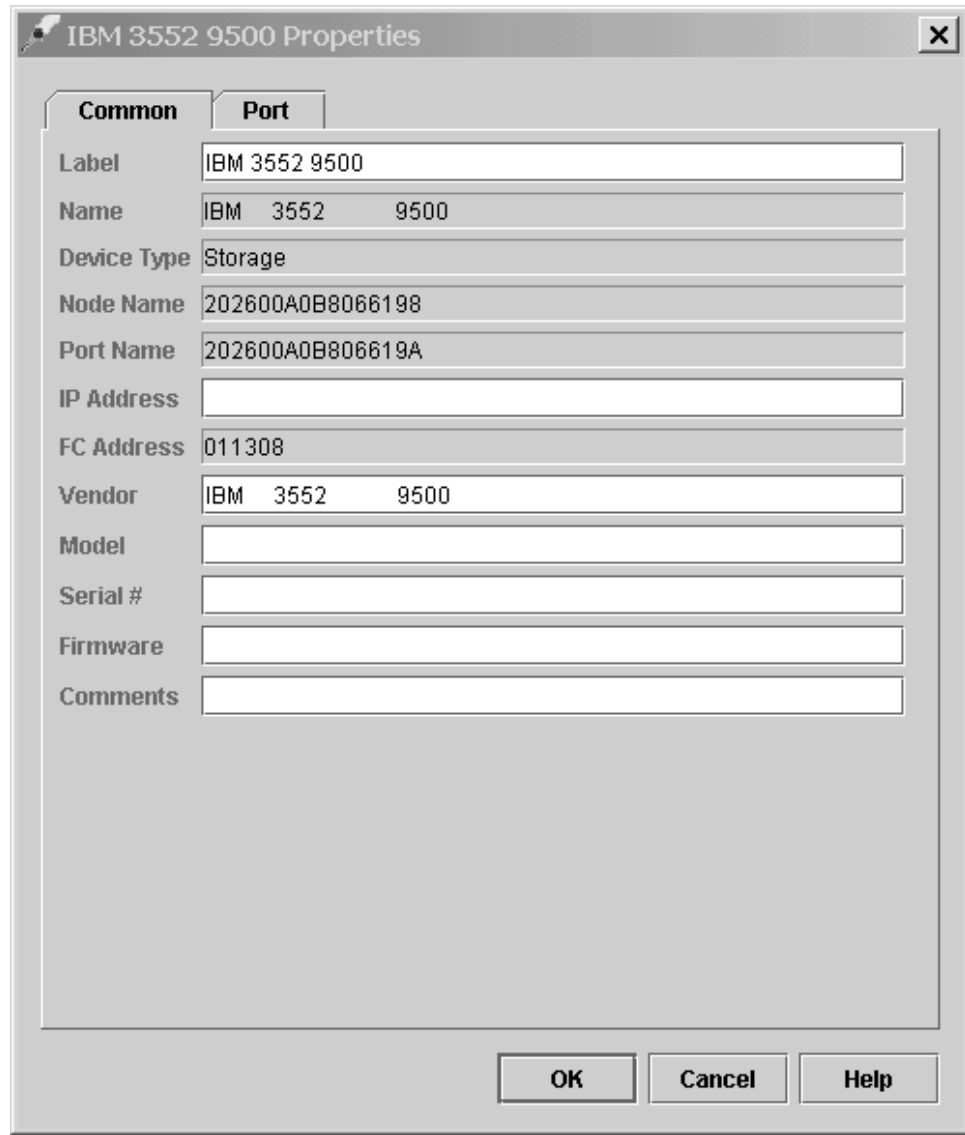 IBM 3552 9500 Properties
Common Port
Label IBM 3552 9500
Name IBM     3552          9500
Device Type Storage
Node Name 202600A0B8066198
Port Name 202600A0B806619A
IP Address
FC Address 011308
Vendor IBM     3552          9500
Model
Serial #
Firmware
Comments
OK Cancel Help